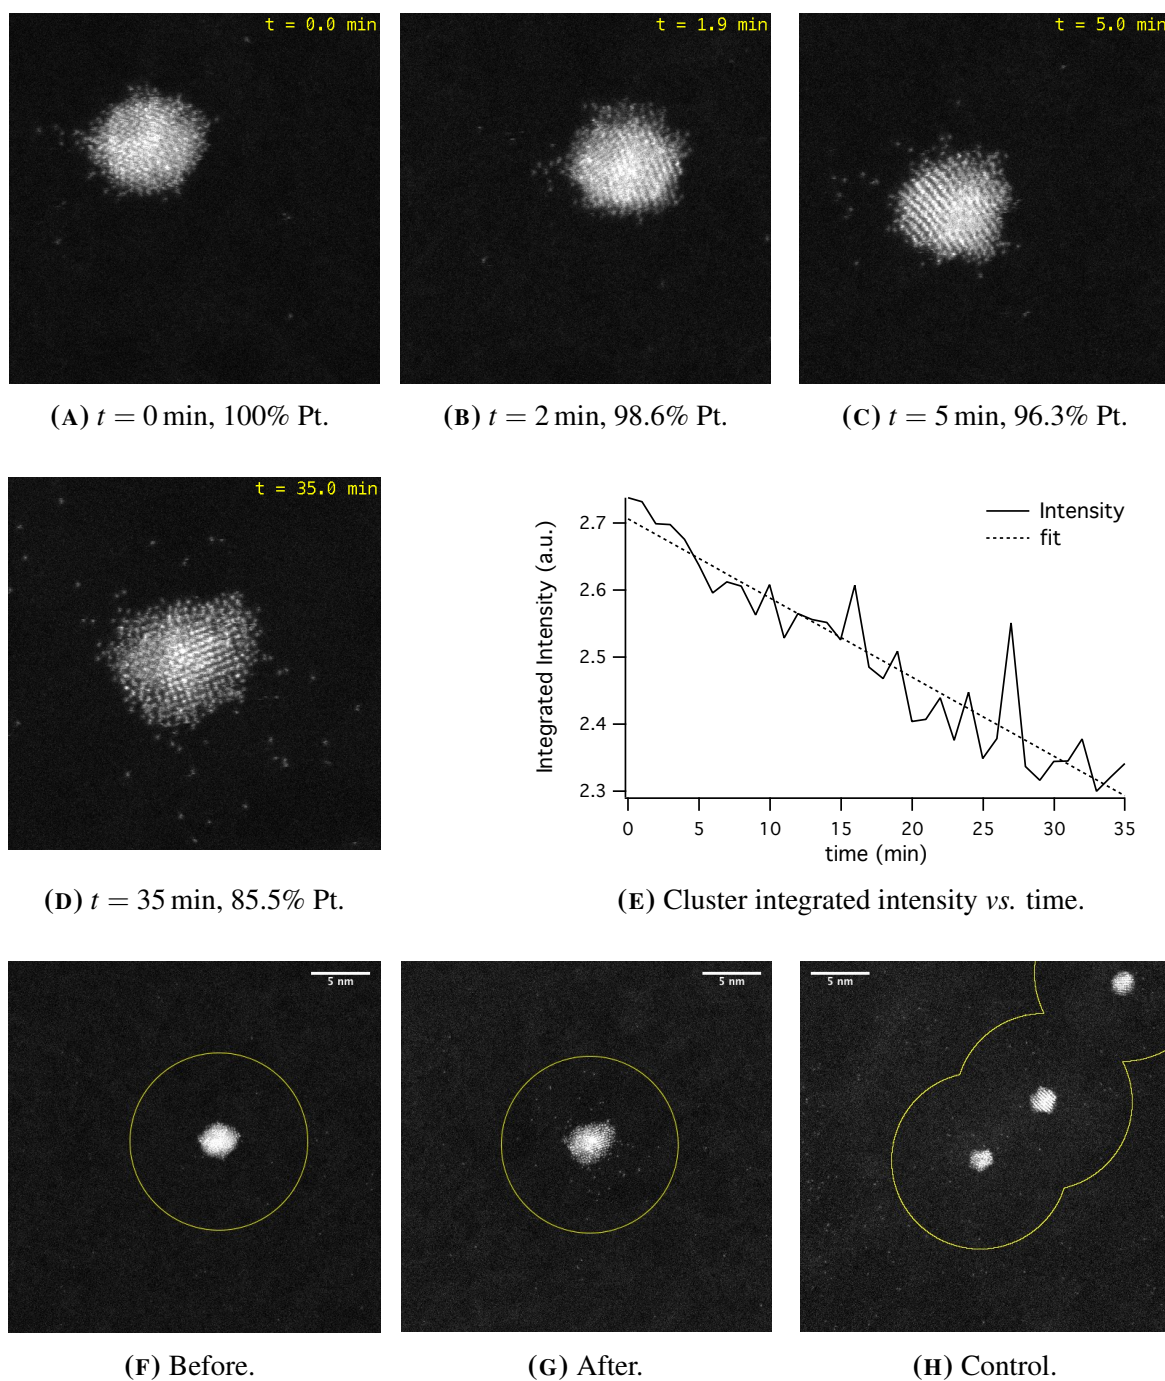 t = 0.0 min
t = 1.9 min
t = 5.0 min
(A) t = 0 min, 100% Pt.
(B) t = 2 min, 98.6% Pt.
(C) t = 5 min, 96.3% Pt.
t = 35.0 min
Integrated Intensity (a.u.)
2.7
2.6
2.5
2.4
2.3
Intensity
fit
0 5 10 15 20 25 30 35
time (min)
(D) t = 35 min, 85.5% Pt.
(E) Cluster integrated intensity vs. time.
5 nm
5 nm
5 nm
(F) Before.
(G) After.
(H) Control.